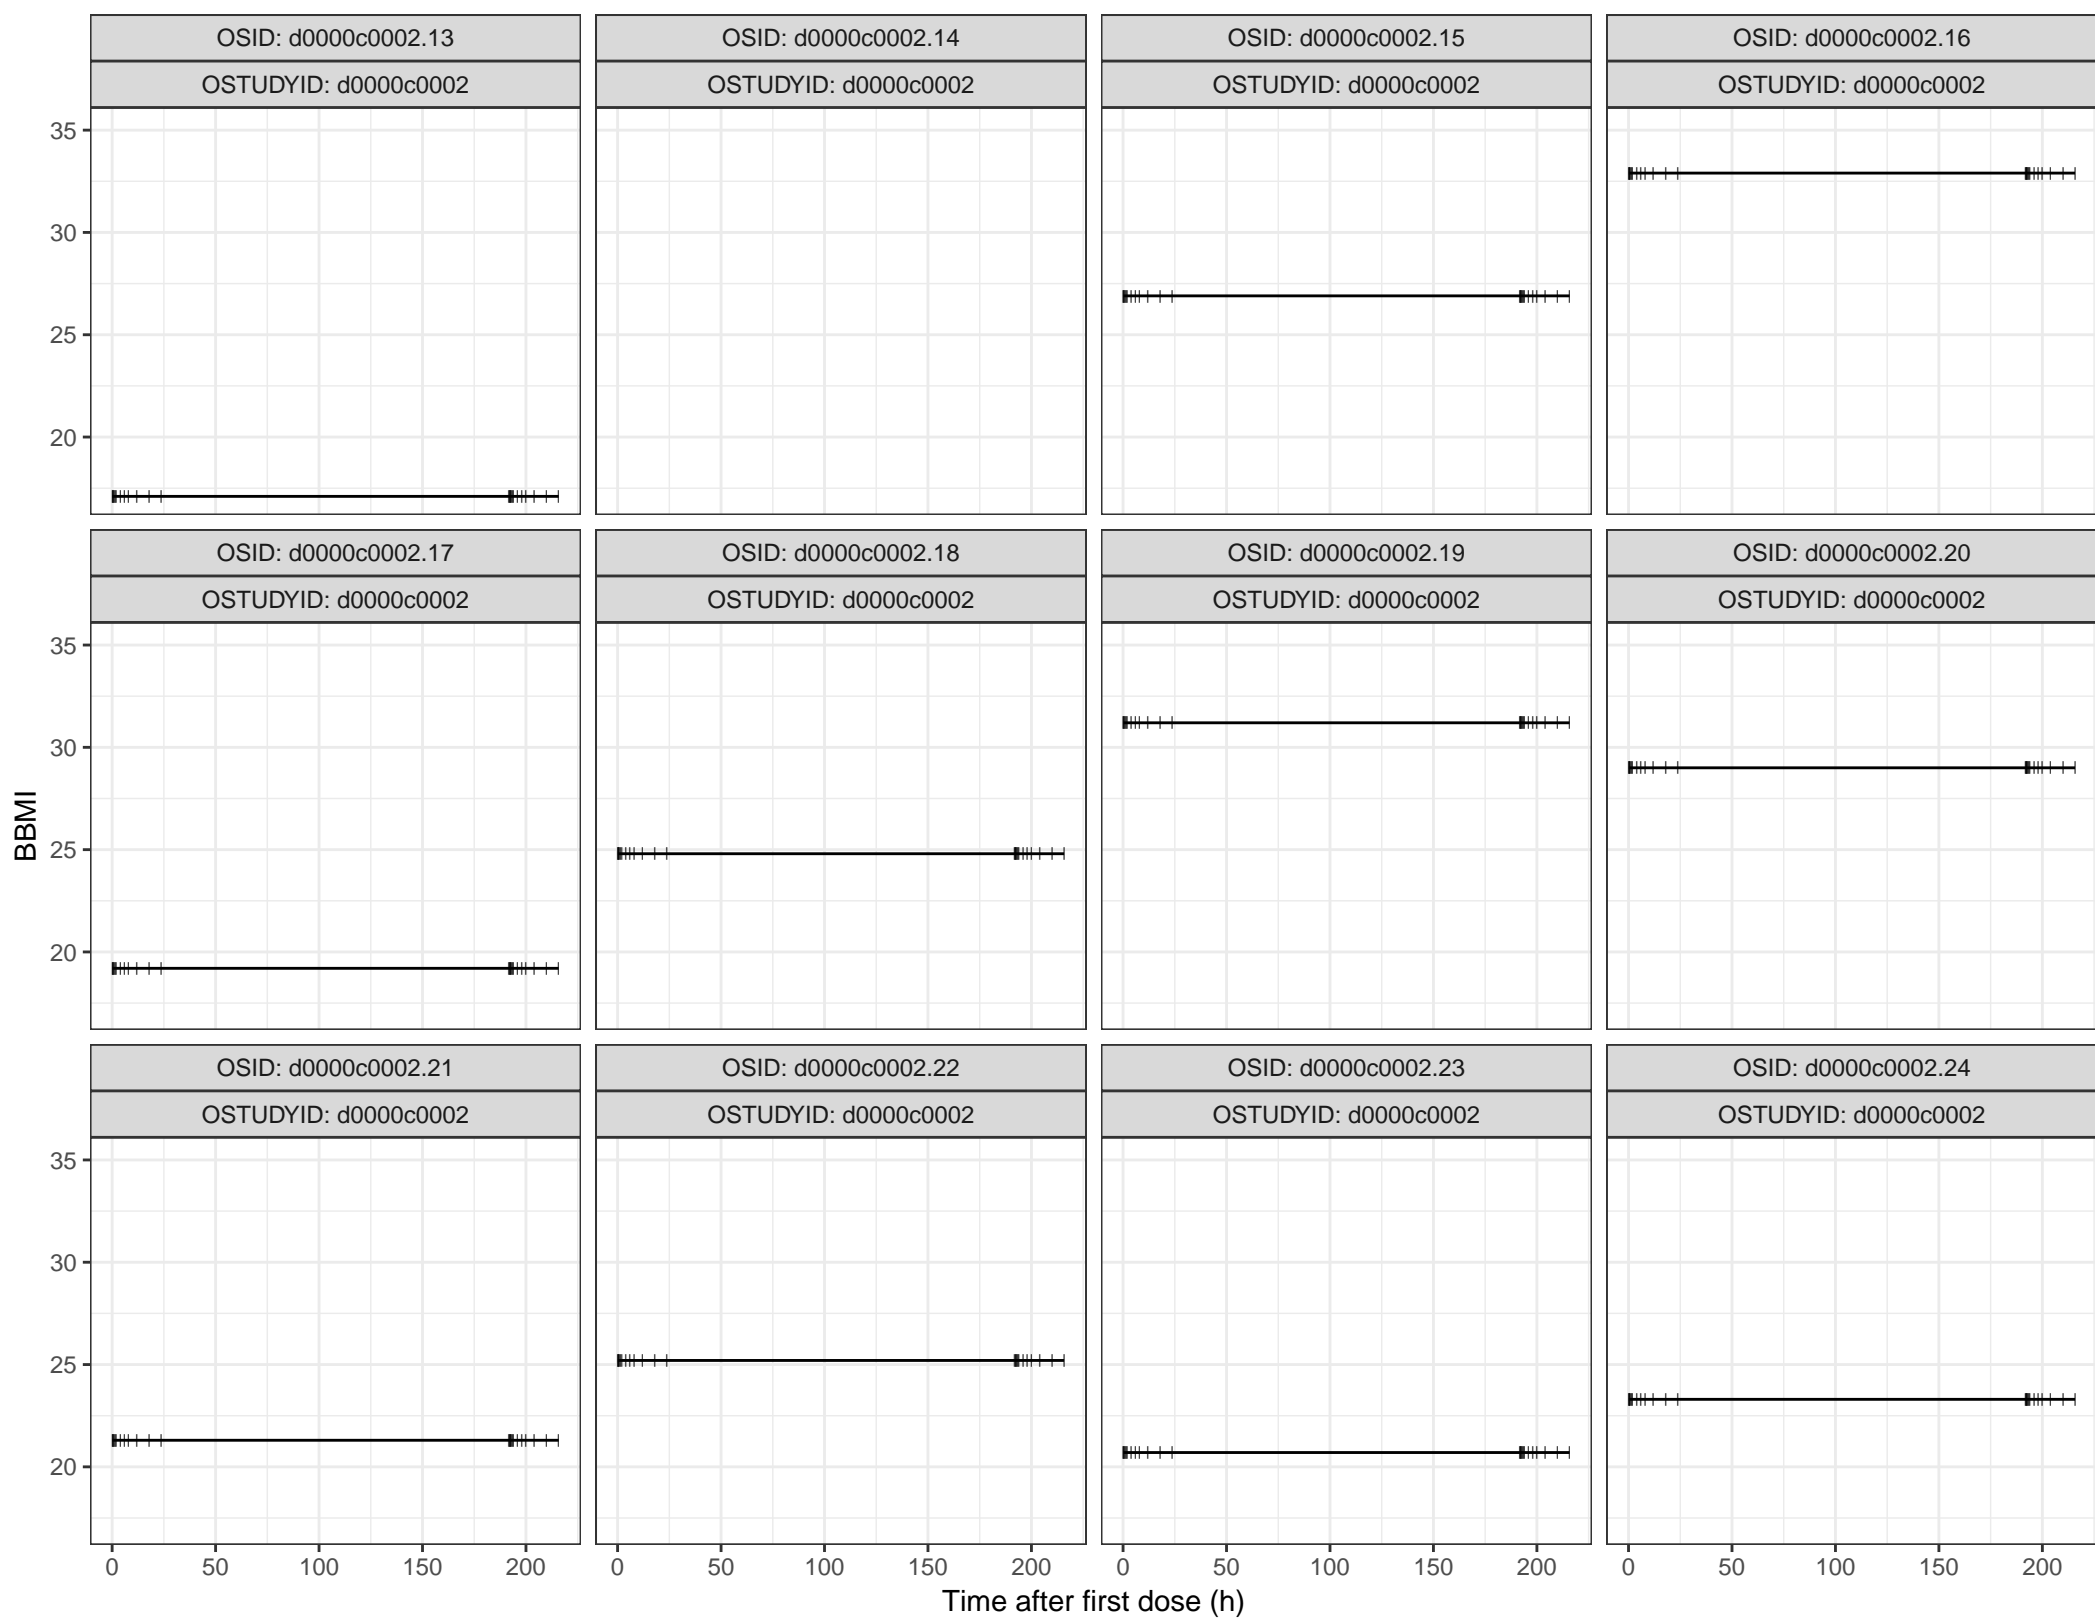 OSID: d0000c0002.13
OSTUDYID: d0000c0002
OSID: d0000c0002.14
OSTUDYID: d0000c0002
OSID: d0000c0002.15
OSTUDYID: d0000c0002
OSID: d0000c0002.16
OSTUDYID: d0000c0002
35
30
25
20
OSID: d0000c0002.17
OSTUDYID: d0000c0002
OSID: d0000c0002.18
OSTUDYID: d0000c0002
OSID: d0000c0002.19
OSTUDYID: d0000c0002
OSID: d0000c0002.20
OSTUDYID: d0000c0002
35
30
25
20
BBMI
OSID: d0000c0002.21
OSTUDYID: d0000c0002
OSID: d0000c0002.22
OSTUDYID: d0000c0002
OSID: d0000c0002.23
OSTUDYID: d0000c0002
OSID: d0000c0002.24
OSTUDYID: d0000c0002
35
30
25
20
0 50 100 150 200
0 50 100 150 200
0 50 100 150 200
0 50 100 150 200
Time after first dose (h)